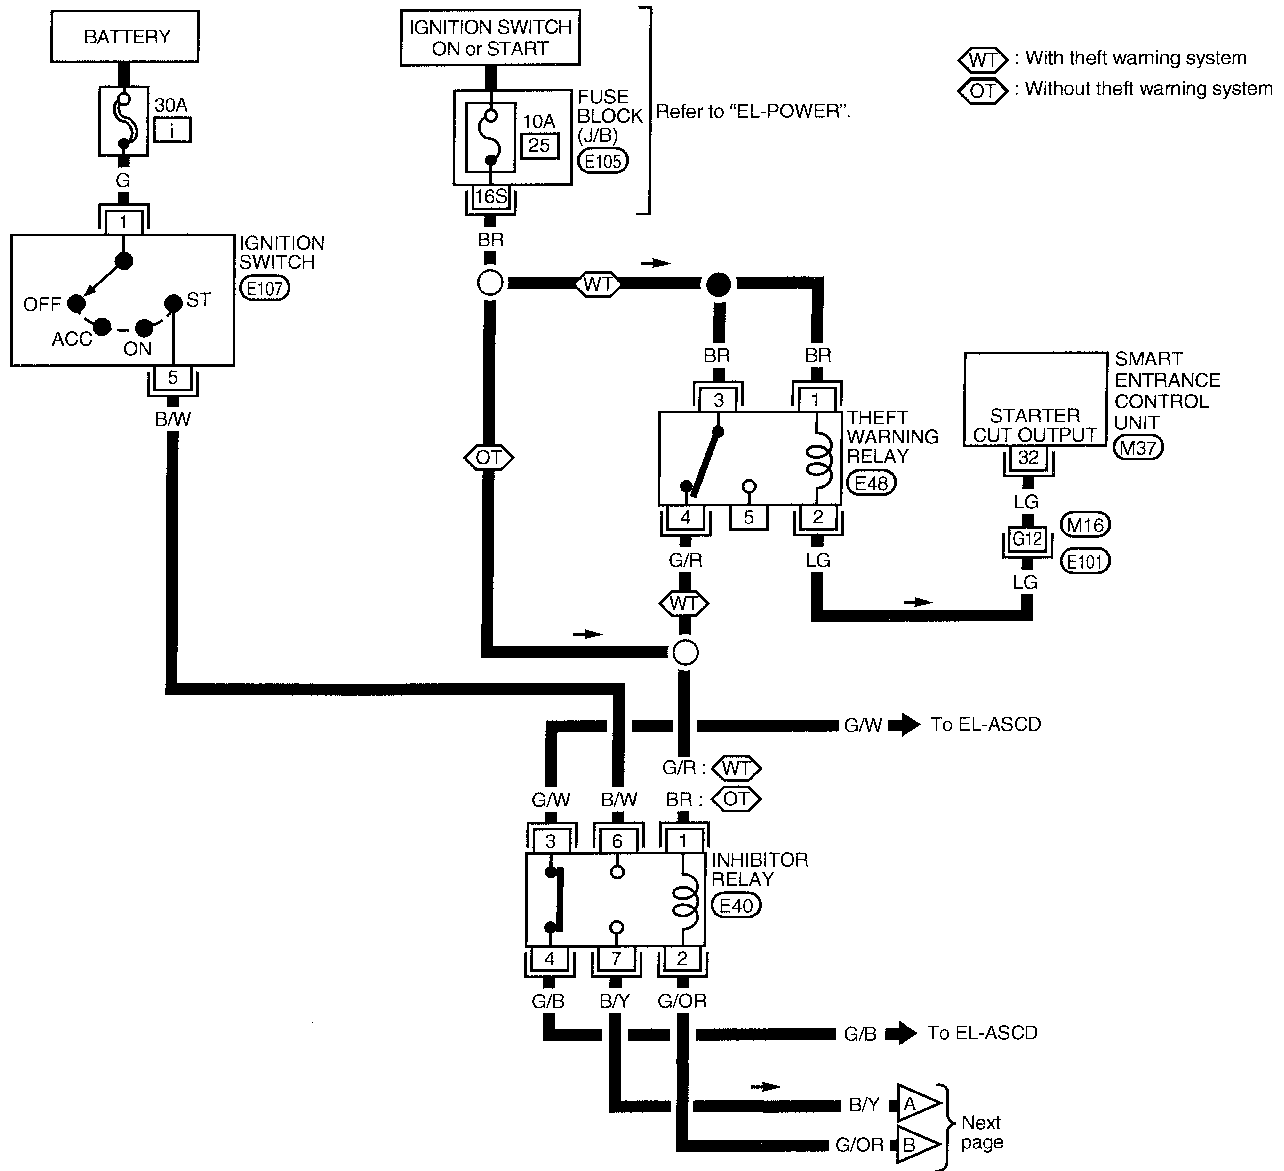 BATTERY
30A
i
G
1
IGNITION
SWITCH
E107
OFF
ACC
ON
ST
5
B/W
IGNITION SWITCH
ON or START
FUSE
BLOCK
(J/B)
E105
10A
25
16S
BR
Refer to "EL-POWER".
WT : With theft warning system
OT : Without theft warning system
WT
OT
BR
BR
3
1
THEFT
WARNING
RELAY
E48
4
5
2
G/R
LG
WT
SMART
ENTRANCE
CONTROL
UNIT
M37
STARTER
CUT OUTPUT
32
LG
G12
M16
E101
LG
G/W
To EL-ASCD
G/R : WT
BR : OT
G/W
B/W
3
6
1
INHIBITOR
RELAY
E40
4
7
2
G/B
B/Y
G/OR
G/B
To EL-ASCD
B/Y
A
G/OR
B
Next
page